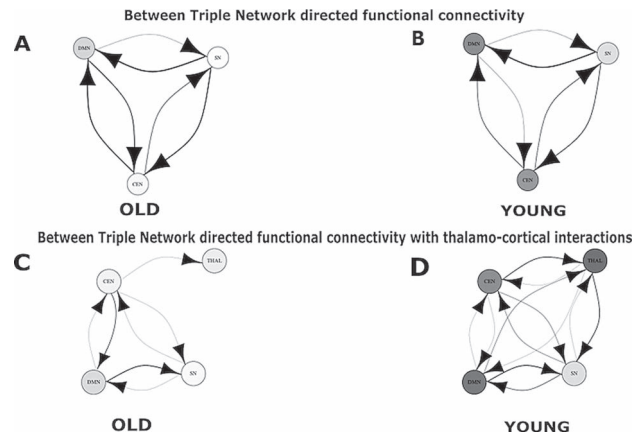 Between Triple Network directed functional connectivity
A
B
DMN
SN
DMN
SN
CEN
CEN
OLD
YOUNG
Between Triple Network directed functional connectivity with thalamo-cortical interactions
C
D
THAL
THAL
CEN
CEN
DMN
SN
DMN
SN
OLD
YOUNG